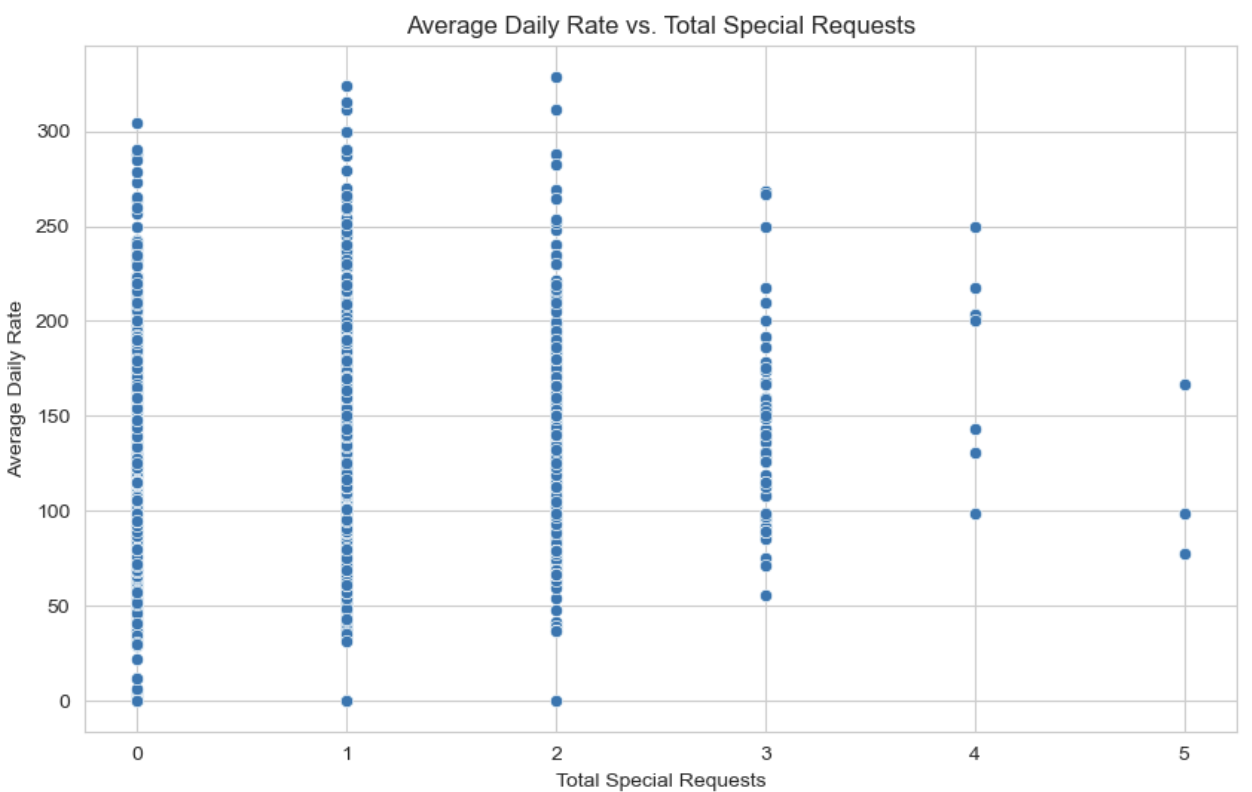 Average Daily Rate vs. Total Special Requests
Average Daily Rate
300
250
200
150
100
50
0
0 1 2 3 4 5
Total Special Requests